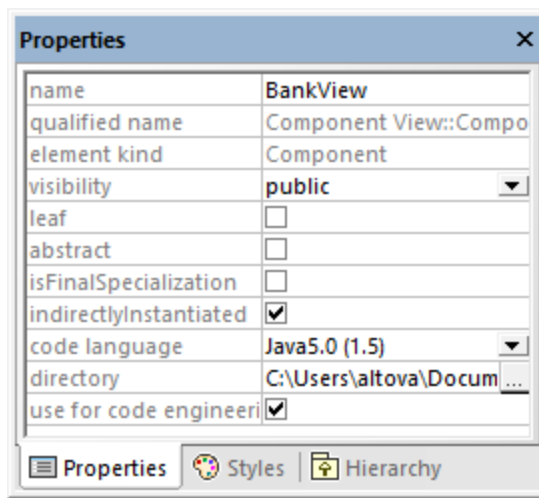 Properties
name BankView
qualified name Component View::Compo
element kind Component
visibility public
leaf
abstract
isFinalSpecialization
indirectlyInstantiated
code language Java5.0 (1.5)
directory C:\Users\altova\Docum ...
use for code engineeri
Properties Styles Hierarchy